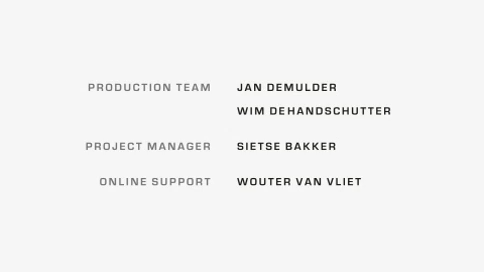 PRODUCTION TEAM JAN DEMULDER
WIM DEHANDSCHUTTER
PROJECT MANAGER SIETSE BAKKER
ONLINE SUPPORT WOUTER VAN VLIET